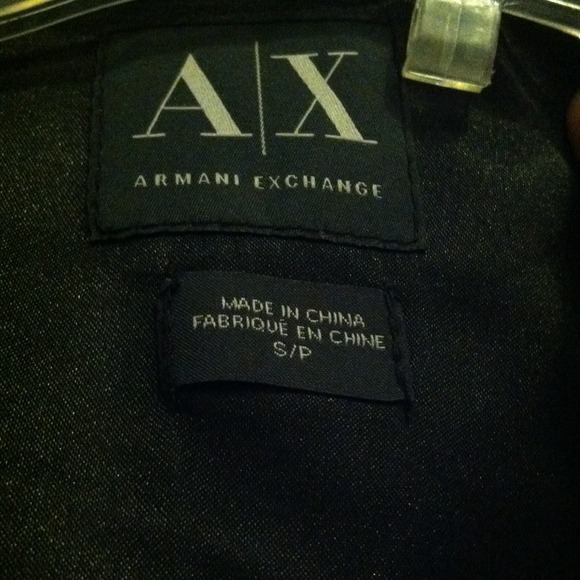 A|X
ARMANI EXCHANGE
MADE IN CHINA
FABRIQUÉ EN CHINE
S/P